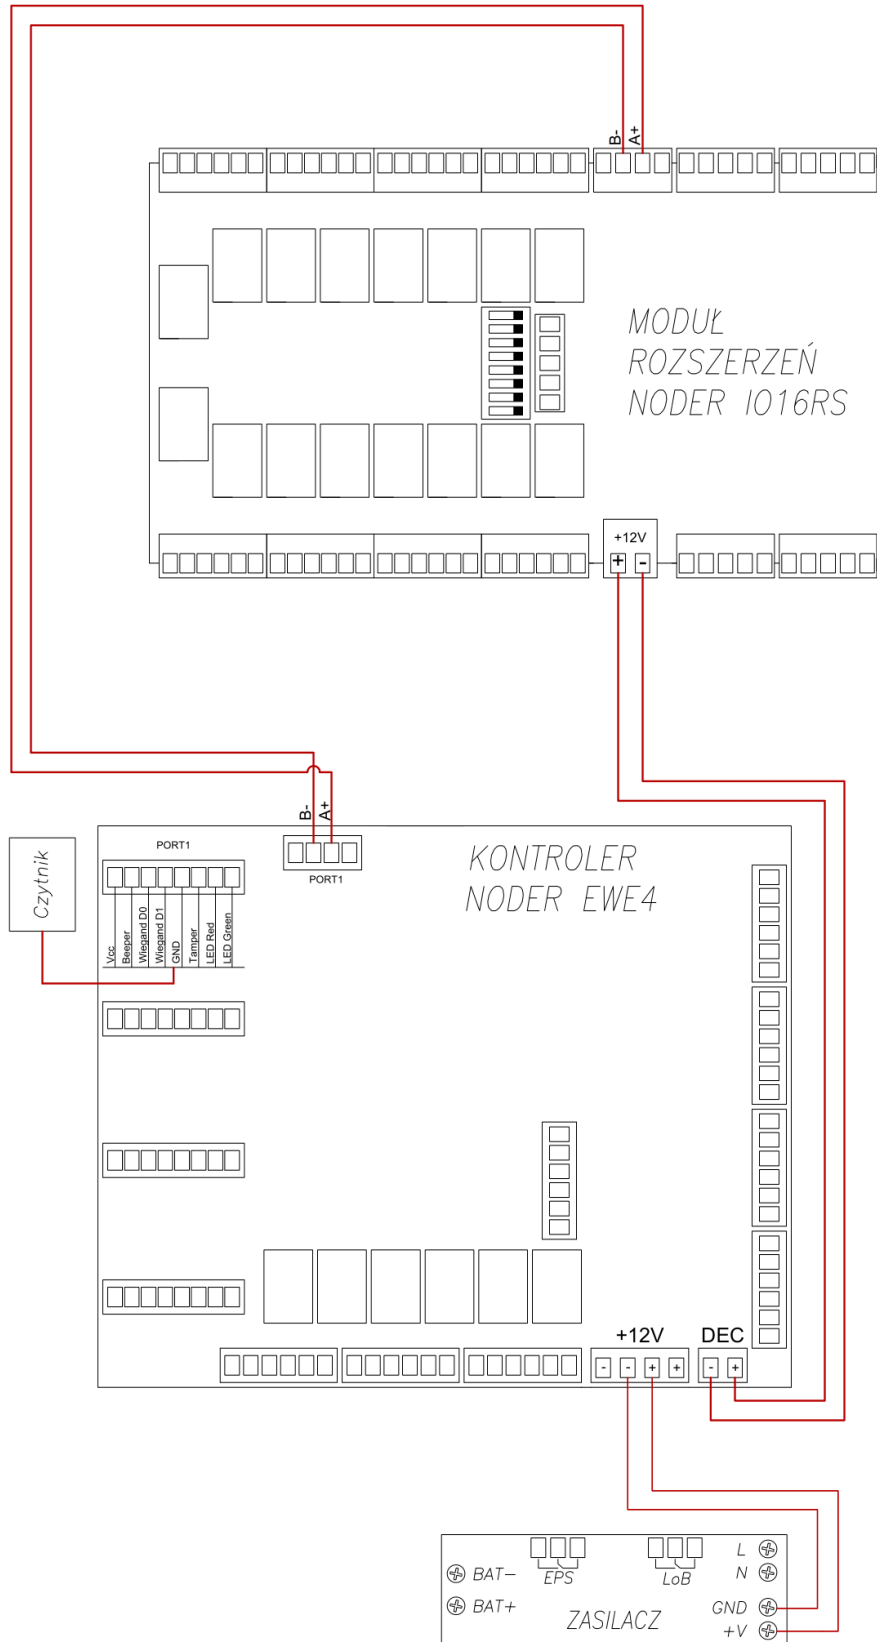 B-
A+
MODUŁ
ROZSZERZEŃ
NODER IO16RS
+12V
+ -
B-
A+
PORT1
KONTROLER
NODER EWE4
Czytnik
PORT1
Vcc
Beeper
Wiegand D0
Wiegand D1
GND
Tamper
LED Red
LED Green
+12V DEC
- - + + - +
BAT- EPS LoB L
N
BAT+ ZASILACZ GND
+V